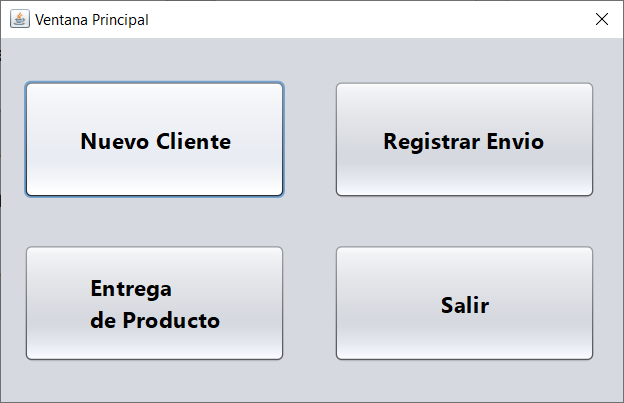 Ventana Principal
Nuevo Cliente
Registrar Envio
Entrega
de Producto
Salir